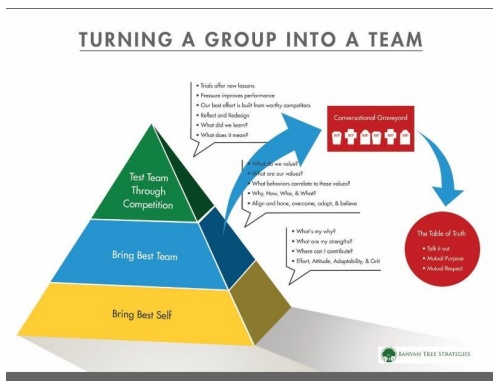 TURNING A GROUP INTO A TEAM
• Trials offer new lessons
• Pressure improves performance
• Our best effort is built from worthy competitors
• Reflect and Redesign
• What did we learn?
• What does it mean?
Conversational Graveyard
Test Team
Through
Competition
• What do we value?
• What are our values?
• What behaviors correlate to these values?
• Why, How, Who, & What?
• Align and hone, overcome, adapt, & believe
Bring Best Team
• What's my why?
• What are my strengths?
• Where can I contribute?
• Effort, Attitude, Adaptability, & Grit
The Table of Truth
• Talk it out
• Mutual Purpose
• Mutual Respect
Bring Best Self
BANYAN TREE STRATEGIES